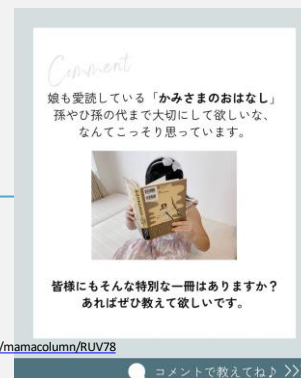 Comment
娘も愛読している「かみさまのおはなし」
孫やひ孫の代まで大切にして欲しいな、
なんてこっそり思っています。
皆様にもそんな特別な一冊はありますか？
あればぜひ教えて欲しいです。
/mamacolumn/RUV78
コメントで教えてね♪ >>